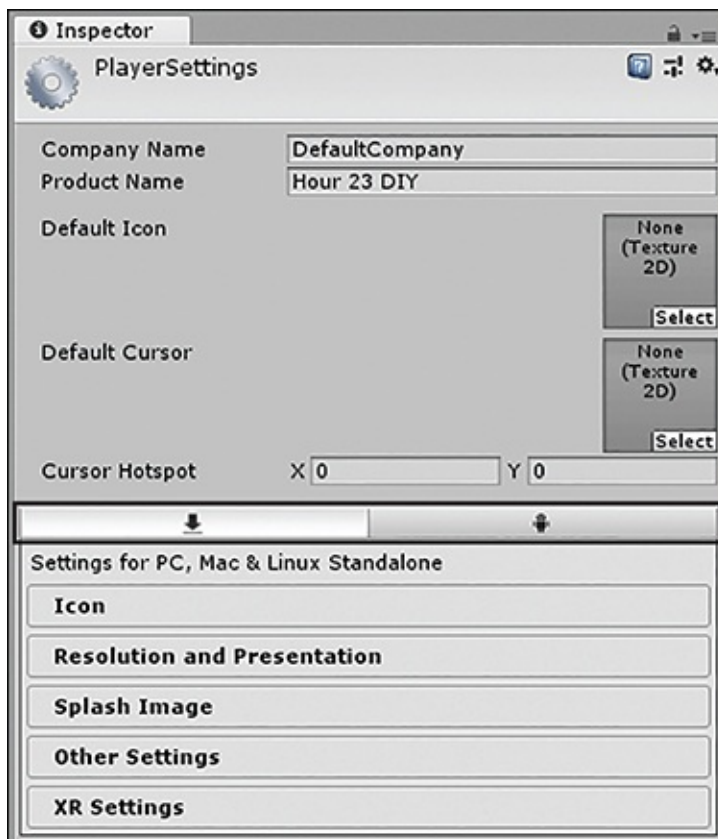 Inspector
PlayerSettings
Company Name DefaultCompany
Product Name Hour 23 DIY
Default Icon
None
(Texture
2D)
Select
Default Cursor
None
(Texture
2D)
Select
Cursor Hotspot X 0 Y 0
Settings for PC, Mac & Linux Standalone
Icon
Resolution and Presentation
Splash Image
Other Settings
XR Settings